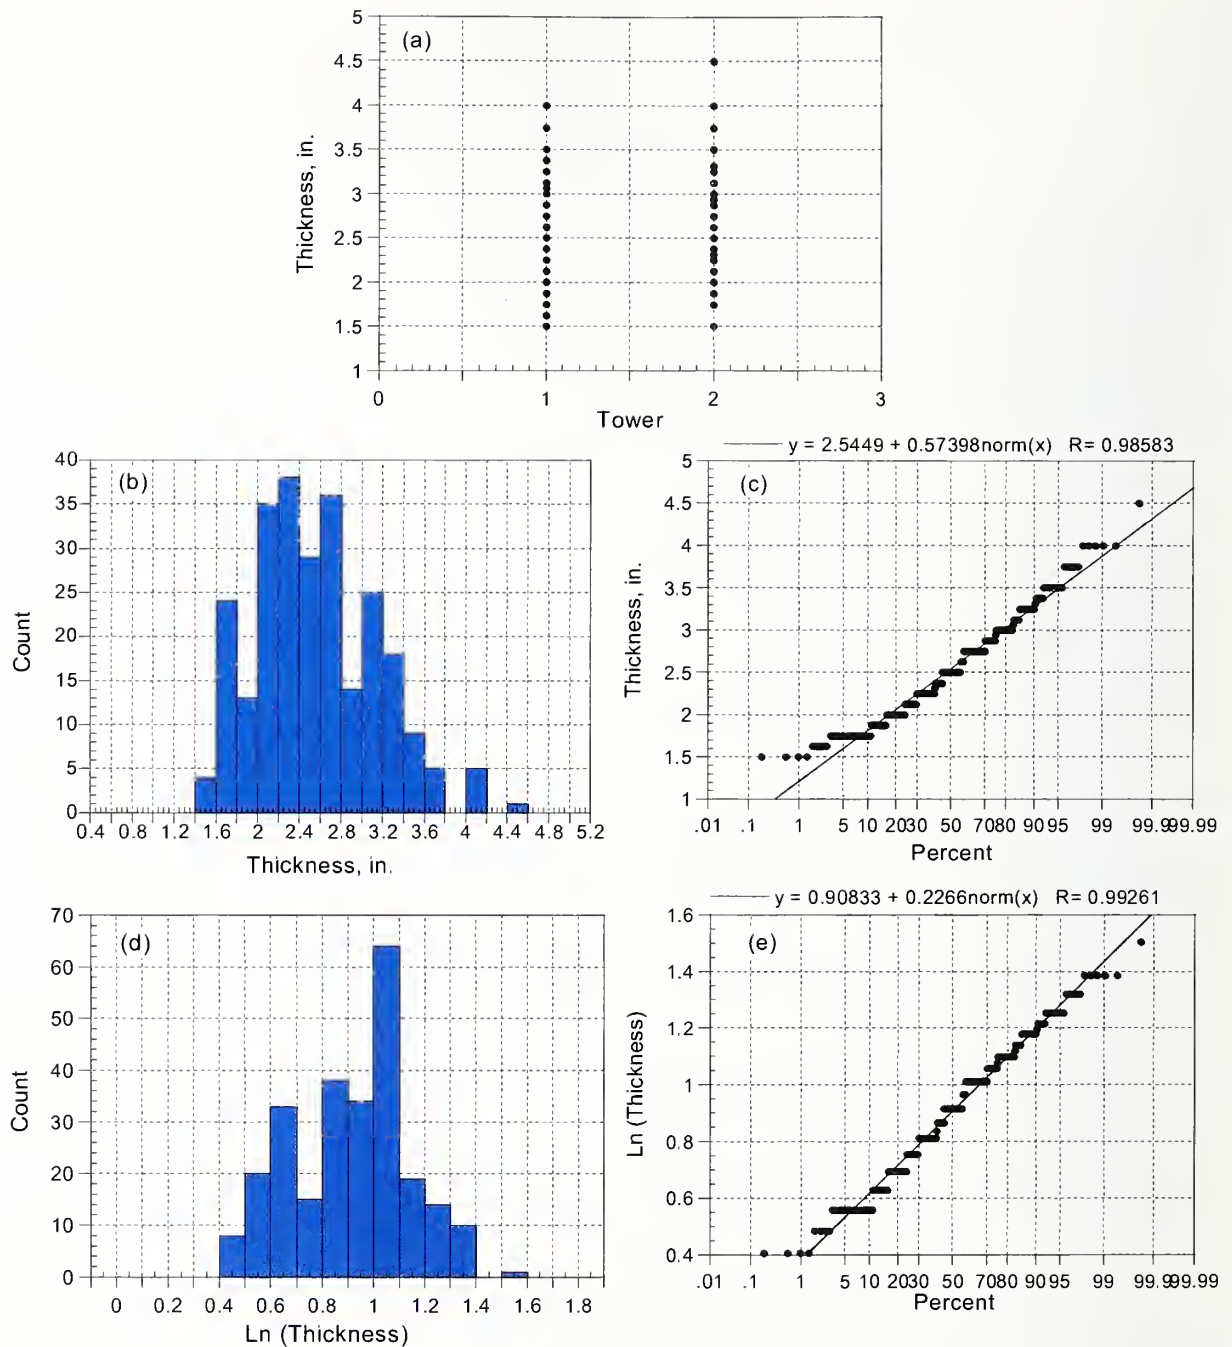 (a)
5
4.5
4
3.5
3
2.5
2
1.5
1
Thickness, in.
0 1 2 3
Tower
(b)
40
35
30
25
20
15
10
5
0
Count
0.4 1.2 1.6 2 2.4 2.8 3.2 3.6 4 4.4 5.2
Thickness, in.
y = 2.5449 + 0.57398norm(x) R= 0.98583
(c)
5
4.5
4
3.5
3
2.5
2
1.5
1
Thickness, in.
.01 .1 1 5 10 2030 50 7080 9095 99 99.999.99
Percent
(d)
70
60
50
40
30
20
10
0
Count
0 0.2 0.4 0.6 0.8 1 1.2 1.4 1.6 1.8
Ln (Thickness)
y = 0.90833 + 0.2266norm(x) R= 0.99261
(e)
1.6
1.4
1.2
1
0.8
0.6
0.4
Ln (Thickness)
.01 .1 1 5 10 2030 50 7080 9095 99 99.999.99
Percent